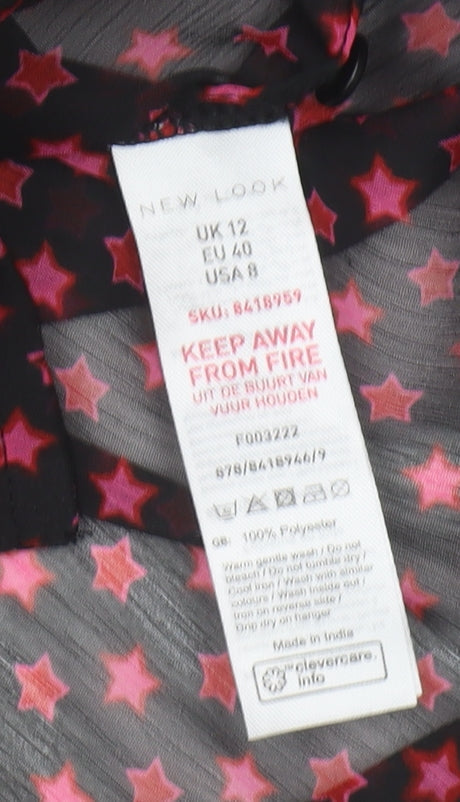 NEW LOOK
UK 12
EU 40
USA 8
SKU: 8418959
KEEP AWAY
FROM FIRE
UIT DE BUURT VAN
VUUR HOUDEN
F003222
878/8418946/9
GB: 100% Polyester
Warm gentle wash / Do not
bleach / Do not tumble dry /
Cool iron / Wash with similar
colours / Wash inside out /
Iron on reverse side /
Drip dry on hanger
Made in India
clevercare.
info